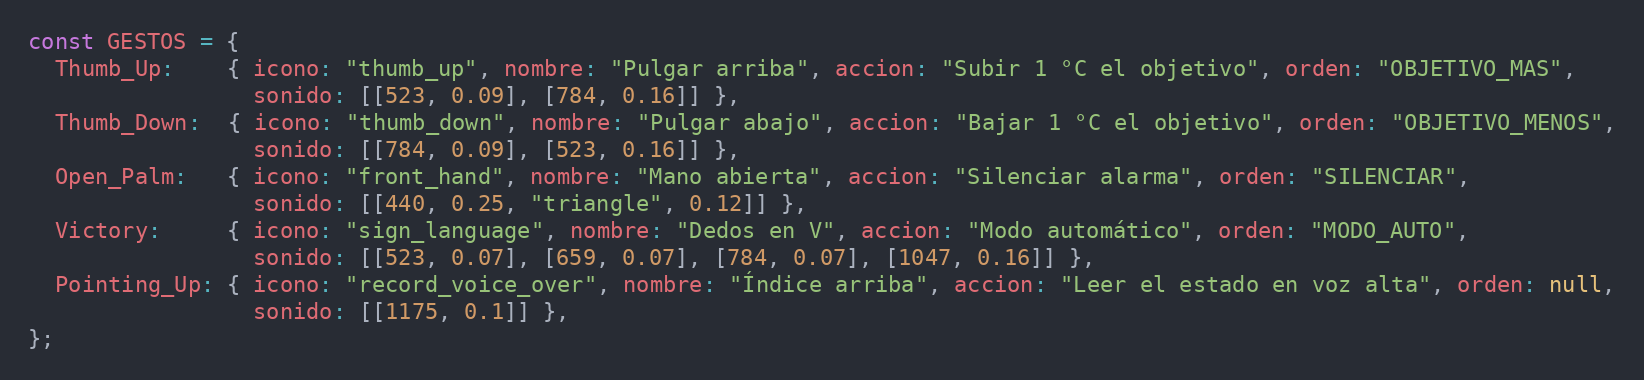 const GESTOS = {
  Thumb_Up:    { icono: "thumb_up", nombre: "Pulgar arriba", accion: "Subir 1 °C el objetivo", orden: "OBJETIVO_MAS",
                 sonido: [[523, 0.09], [784, 0.16]] },
  Thumb_Down:  { icono: "thumb_down", nombre: "Pulgar abajo", accion: "Bajar 1 °C el objetivo", orden: "OBJETIVO_MENOS",
                 sonido: [[784, 0.09], [523, 0.16]] },
  Open_Palm:   { icono: "front_hand", nombre: "Mano abierta", accion: "Silenciar alarma", orden: "SILENCIAR",
                 sonido: [[440, 0.25, "triangle", 0.12]] },
  Victory:     { icono: "sign_language", nombre: "Dedos en V", accion: "Modo automático", orden: "MODO_AUTO",
                 sonido: [[523, 0.07], [659, 0.07], [784, 0.07], [1047, 0.16]] },
  Pointing_Up: { icono: "record_voice_over", nombre: "Índice arriba", accion: "Leer el estado en voz alta", orden: null,
                 sonido: [[1175, 0.1]] },
};